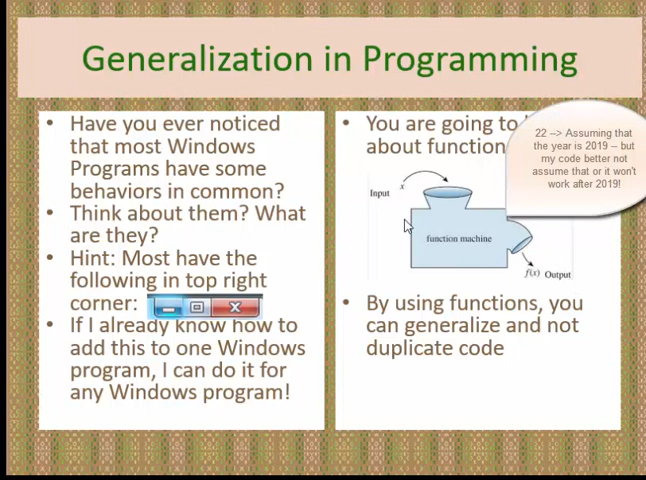 Generalization in Programming
• Have you ever noticed
that most Windows
Programs have some
behaviors in common?
• Think about them? What
are they?
• Hint: Most have the
following in top right
corner:
• If I already know how to
add this to one Windows
program, I can do it for
any Windows program!
• You are going to
about function
Input
x
function machine
f(x) Output
• By using functions, you
can generalize and not
duplicate code
22 --> Assuming that
the year is 2019 -- but
my code better not
assume that or it won't
work after 2019!